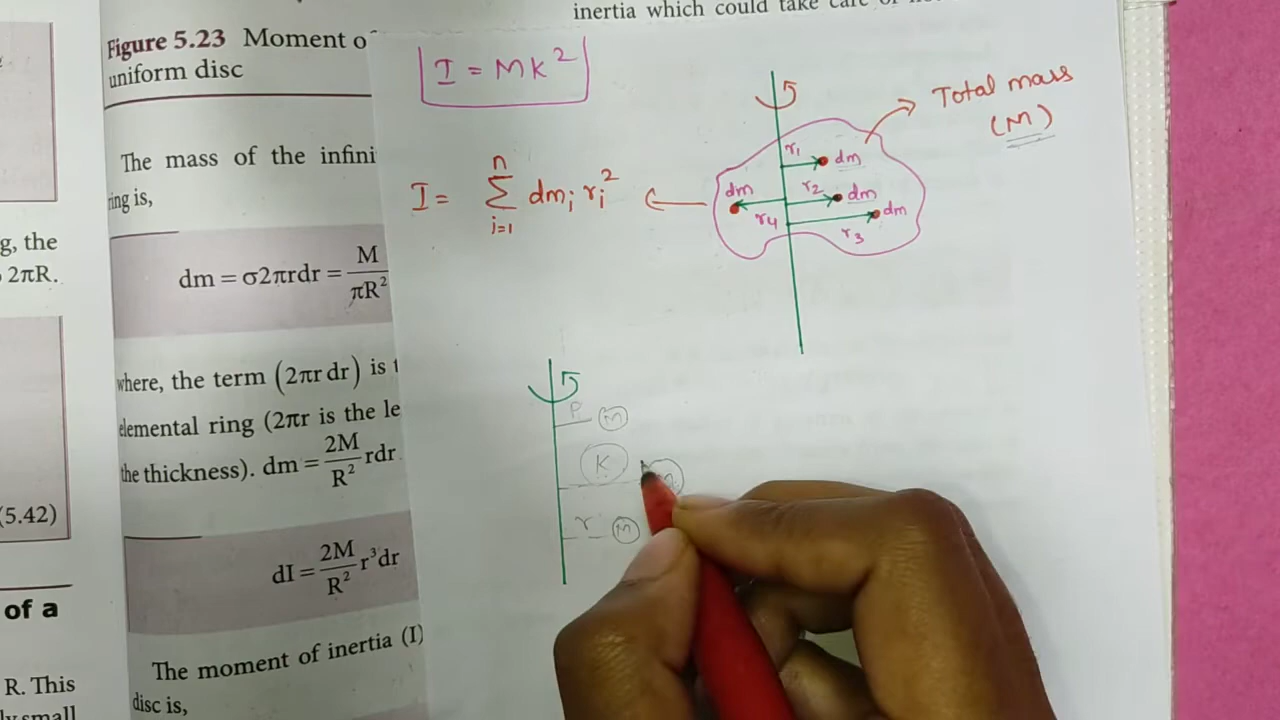 g, the
2πR.
(5.42)
of a
R. This
small
inertia which could take care of
Figure 5.23 Moment of
uniform disc
The mass of the infini
ring is,
dm = σ2πrdr = M/πR²
where, the term (2πr dr) is t
elemental ring (2πr is the le
the thickness). dm = 2M/R² rdr
dI = 2M/R² r³dr
The moment of inertia (I)
disc is,
I = MK²
I = Σ dmᵢ rᵢ²
n
i=1
Total mass
(M)
r₁ dm
dm r₂ dm
r₄ dm
r₃
P M
K
r M